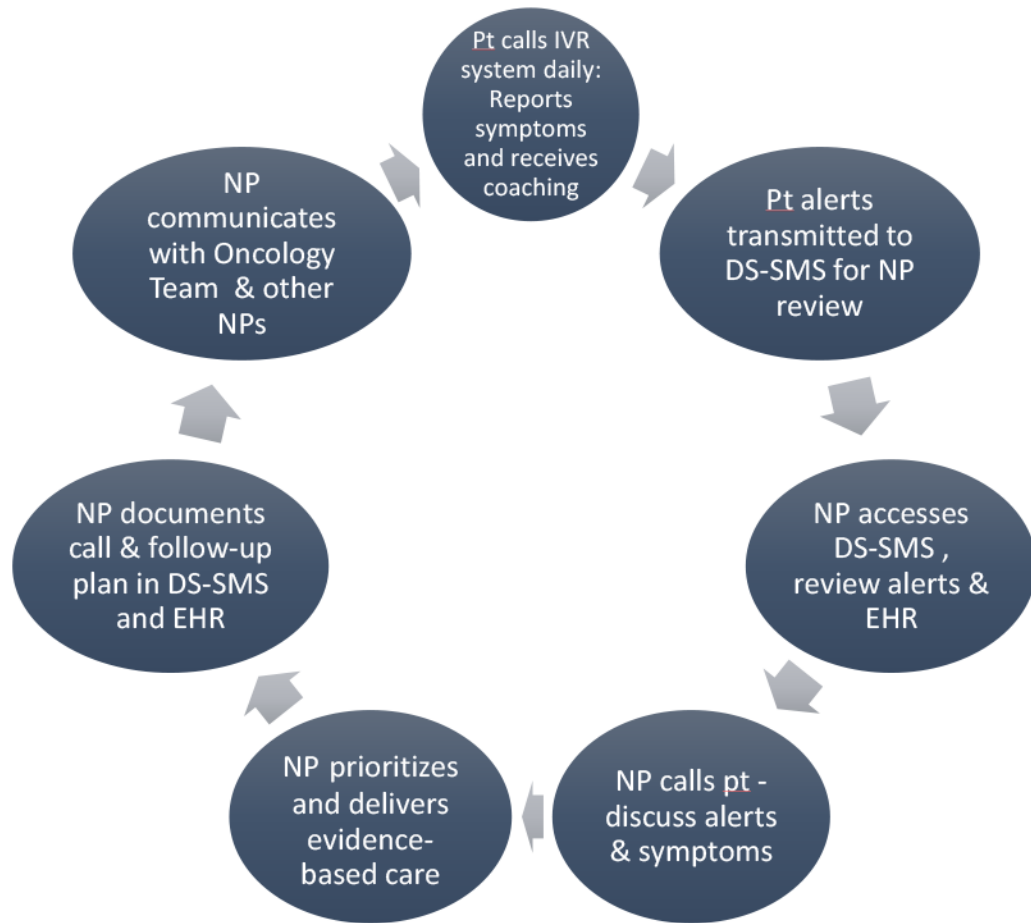 Pt calls IVR
system daily:
Reports
symptoms
and receives
coaching
Pt alerts
transmitted to
DS-SMS for NP
review
NP accesses
DS-SMS ,
review alerts &
EHR
NP calls pt -
discuss alerts
& symptoms
NP prioritizes
and delivers
evidence-
based care
NP documents
call & follow-up
plan in DS-SMS
and EHR
NP
communicates
with Oncology
Team & other
NPs